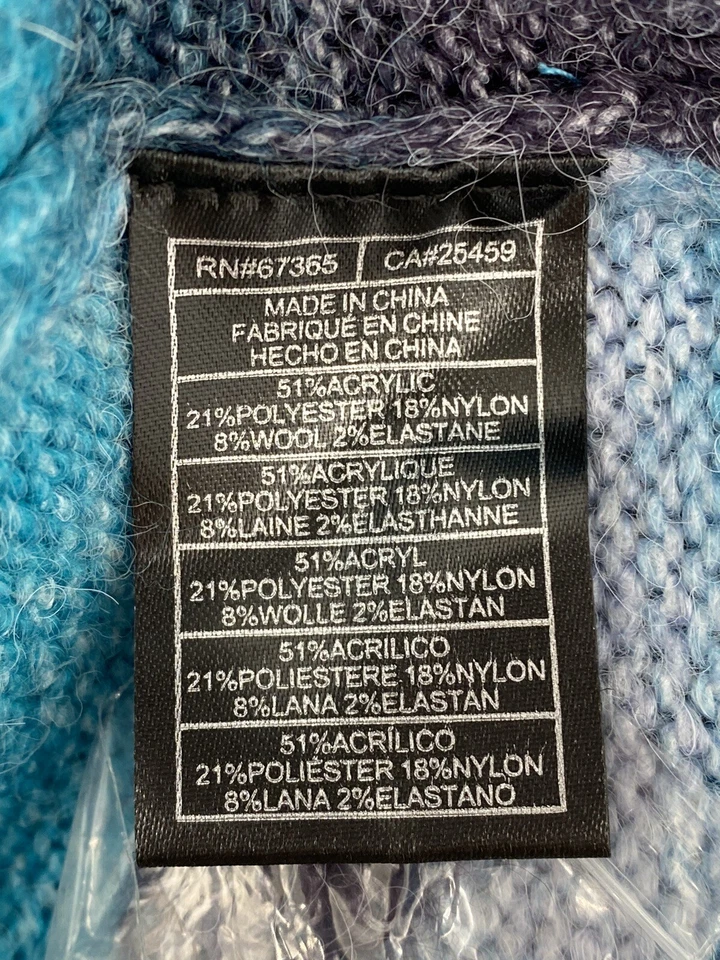 RN#67365 CA#25459
MADE IN CHINA
FABRIQUÉ EN CHINE
HECHO EN CHINA
51%ACRYLIC
21%POLYESTER 18%NYLON
8%WOOL 2%ELASTANE
51%ACRYLIQUE
21%POLYESTER 18%NYLON
8%LAINE 2%ELASTHANNE
51%ACRYL
21%POLYESTER 18%NYLON
8%WOLLE 2%ELASTAN
51%ACRILICO
21%POLIESTERE 18%NYLON
8%LANA 2%ELASTAN
51%ACRÍLICO
21%POLIÉSTER 18%NYLON
8%LANA 2%ELASTANO